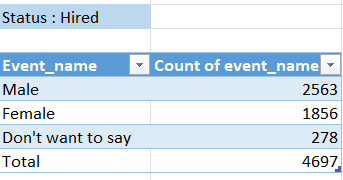 Status : Hired
Event_name Count of event_name
Male 2563
Female 1856
Don't want to say 278
Total 4697